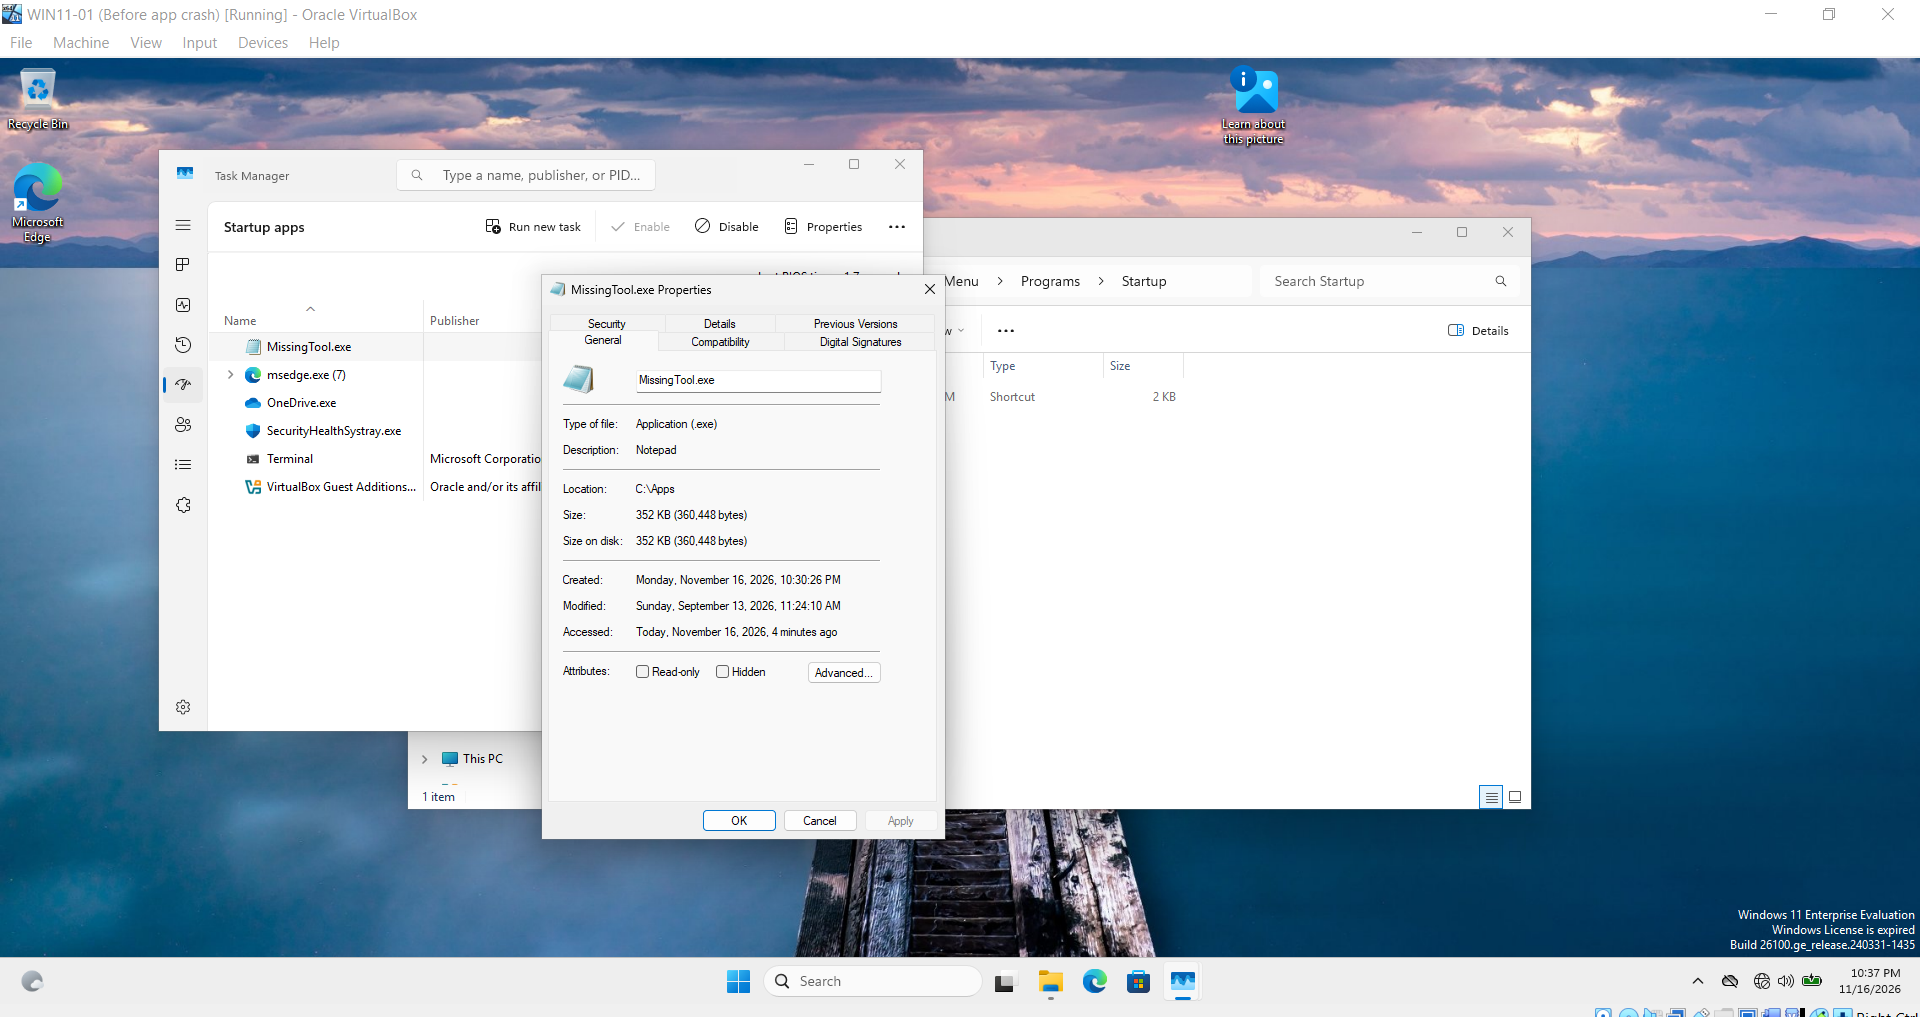 WIN11-01 (Before app crash) [Running] - Oracle VirtualBox
File Machine View Input Devices Help
Recycle Bin
Microsoft
Edge
Learn about
this picture
Task Manager
Type a name, publisher, or PID...
Startup apps
Run new task
Enable
Disable
Properties
Name
Publisher
MissingTool.exe
msedge.exe (7)
OneDrive.exe
SecurityHealthSystray.exe
Terminal
Microsoft Corporatio
VirtualBox Guest Additions...
Oracle and/or its affil
Menu > Programs > Startup
Search Startup
Details
Type
Size
M
Shortcut
2 KB
This PC
1 item
MissingTool.exe Properties
Security
Details
Previous Versions
General
Compatibility
Digital Signatures
MissingTool.exe
Type of file: Application (.exe)
Description: Notepad
Location: C:\Apps
Size: 352 KB (360,448 bytes)
Size on disk: 352 KB (360,448 bytes)
Created: Monday, November 16, 2026, 10:30:26 PM
Modified: Sunday, September 13, 2026, 11:24:10 AM
Accessed: Today, November 16, 2026, 4 minutes ago
Attributes: Read-only Hidden Advanced...
OK Cancel Apply
Windows 11 Enterprise Evaluation
Windows License is expired
Build 26100.ge_release.240331-1435
Search
10:37 PM
11/16/2026